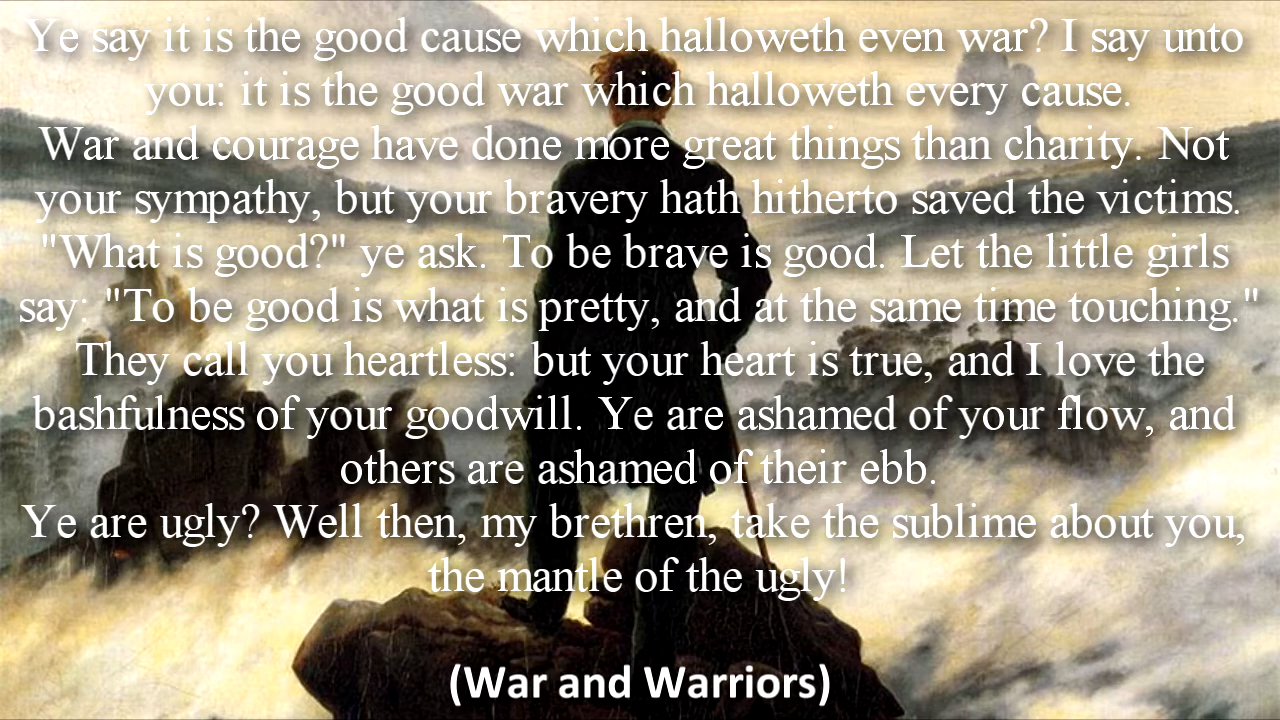 Ye say it is the good cause which halloweth even war? I say unto
you: it is the good war which halloweth every cause.
War and courage have done more great things than charity. Not
your sympathy, but your bravery hath hitherto saved the victims.
"What is good?" ye ask. To be brave is good. Let the little girls
say: "To be good is what is pretty, and at the same time touching."
They call you heartless: but your heart is true, and I love the
bashfulness of your goodwill. Ye are ashamed of your flow, and
others are ashamed of their ebb.
Ye are ugly? Well then, my brethren, take the sublime about you,
the mantle of the ugly!
(War and Warriors)